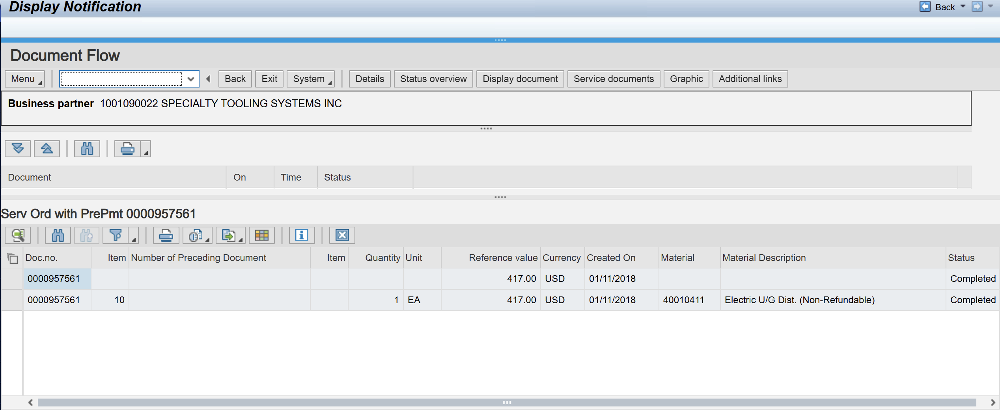 Display Notification
Back
Document Flow
Menu Back Exit System Details Status overview Display document Service documents Graphic Additional links
Business partner 1001090022 SPECIALTY TOOLING SYSTEMS INC
Document On Time Status
Serv Ord with PrePmt 0000957561
Doc.no. Item Number of Preceding Document Item Quantity Unit Reference value Currency Created On Material Material Description Status
0000957561 417.00 USD 01/11/2018 Completed
0000957561 10 1 EA 417.00 USD 01/11/2018 40010411 Electric U/G Dist. (Non-Refundable) Completed